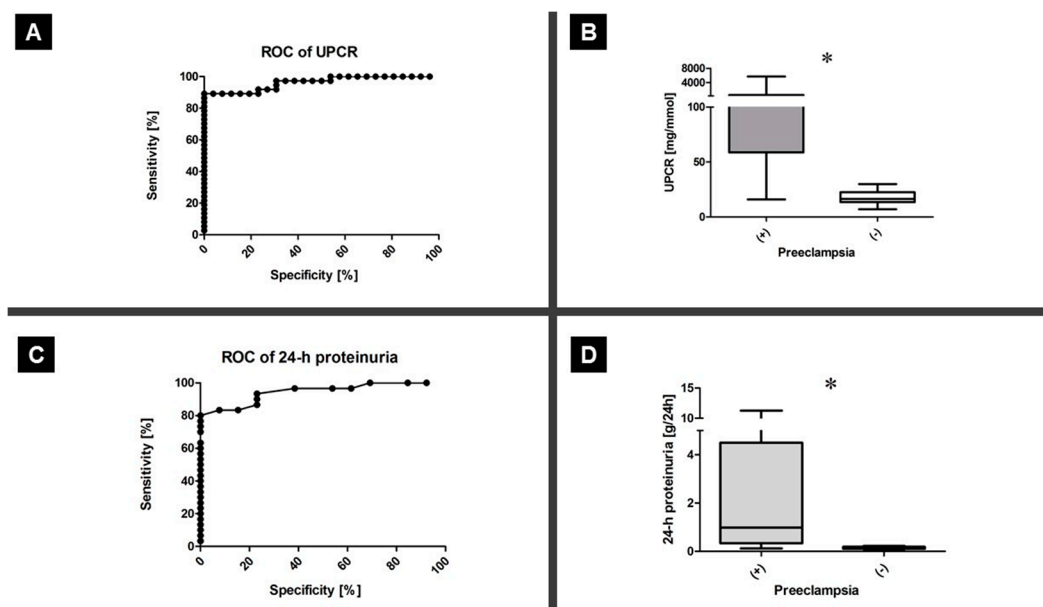 A
ROC of UPCR
Sensitivity [%]
100
80
60
40
20
0
0 20 40 60 80 100
Specificity [%]
B
*
UPCR [mg/mmol]
8000
4000
100
50
0
(+) (-)
Preeclampsia
C
ROC of 24-h proteinuria
Sensitivity [%]
100
80
60
40
20
0
0 20 40 60 80 100
Specificity [%]
D
*
24-h proteinuria [g/24h]
15
10
4
2
0
(+) (-)
Preeclampsia